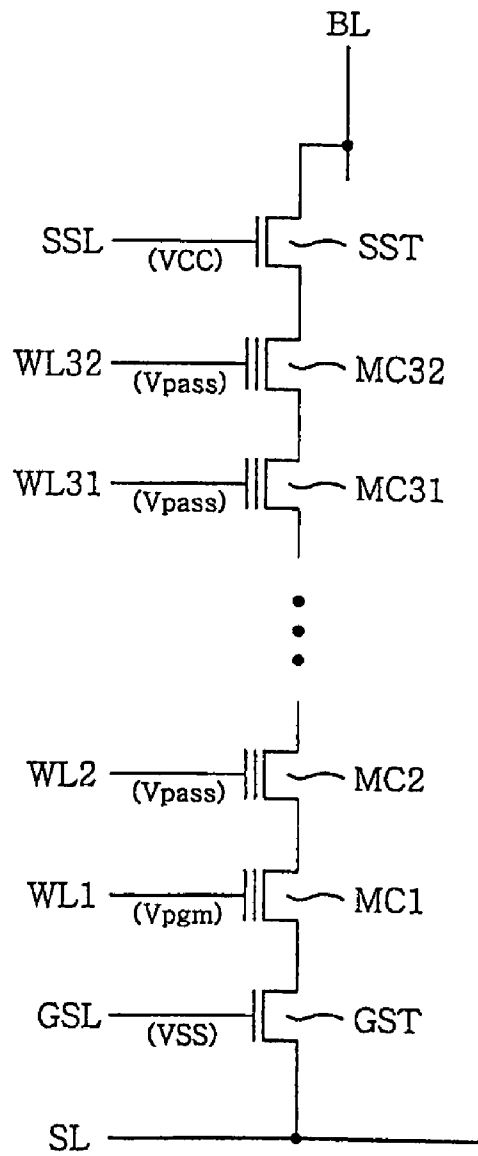 BL
SSL (VCC) SST
WL32 (Vpass) MC32
WL31 (Vpass) MC31
WL2 (Vpass) MC2
WL1 (Vpgm) MC1
GSL (VSS) GST
SL